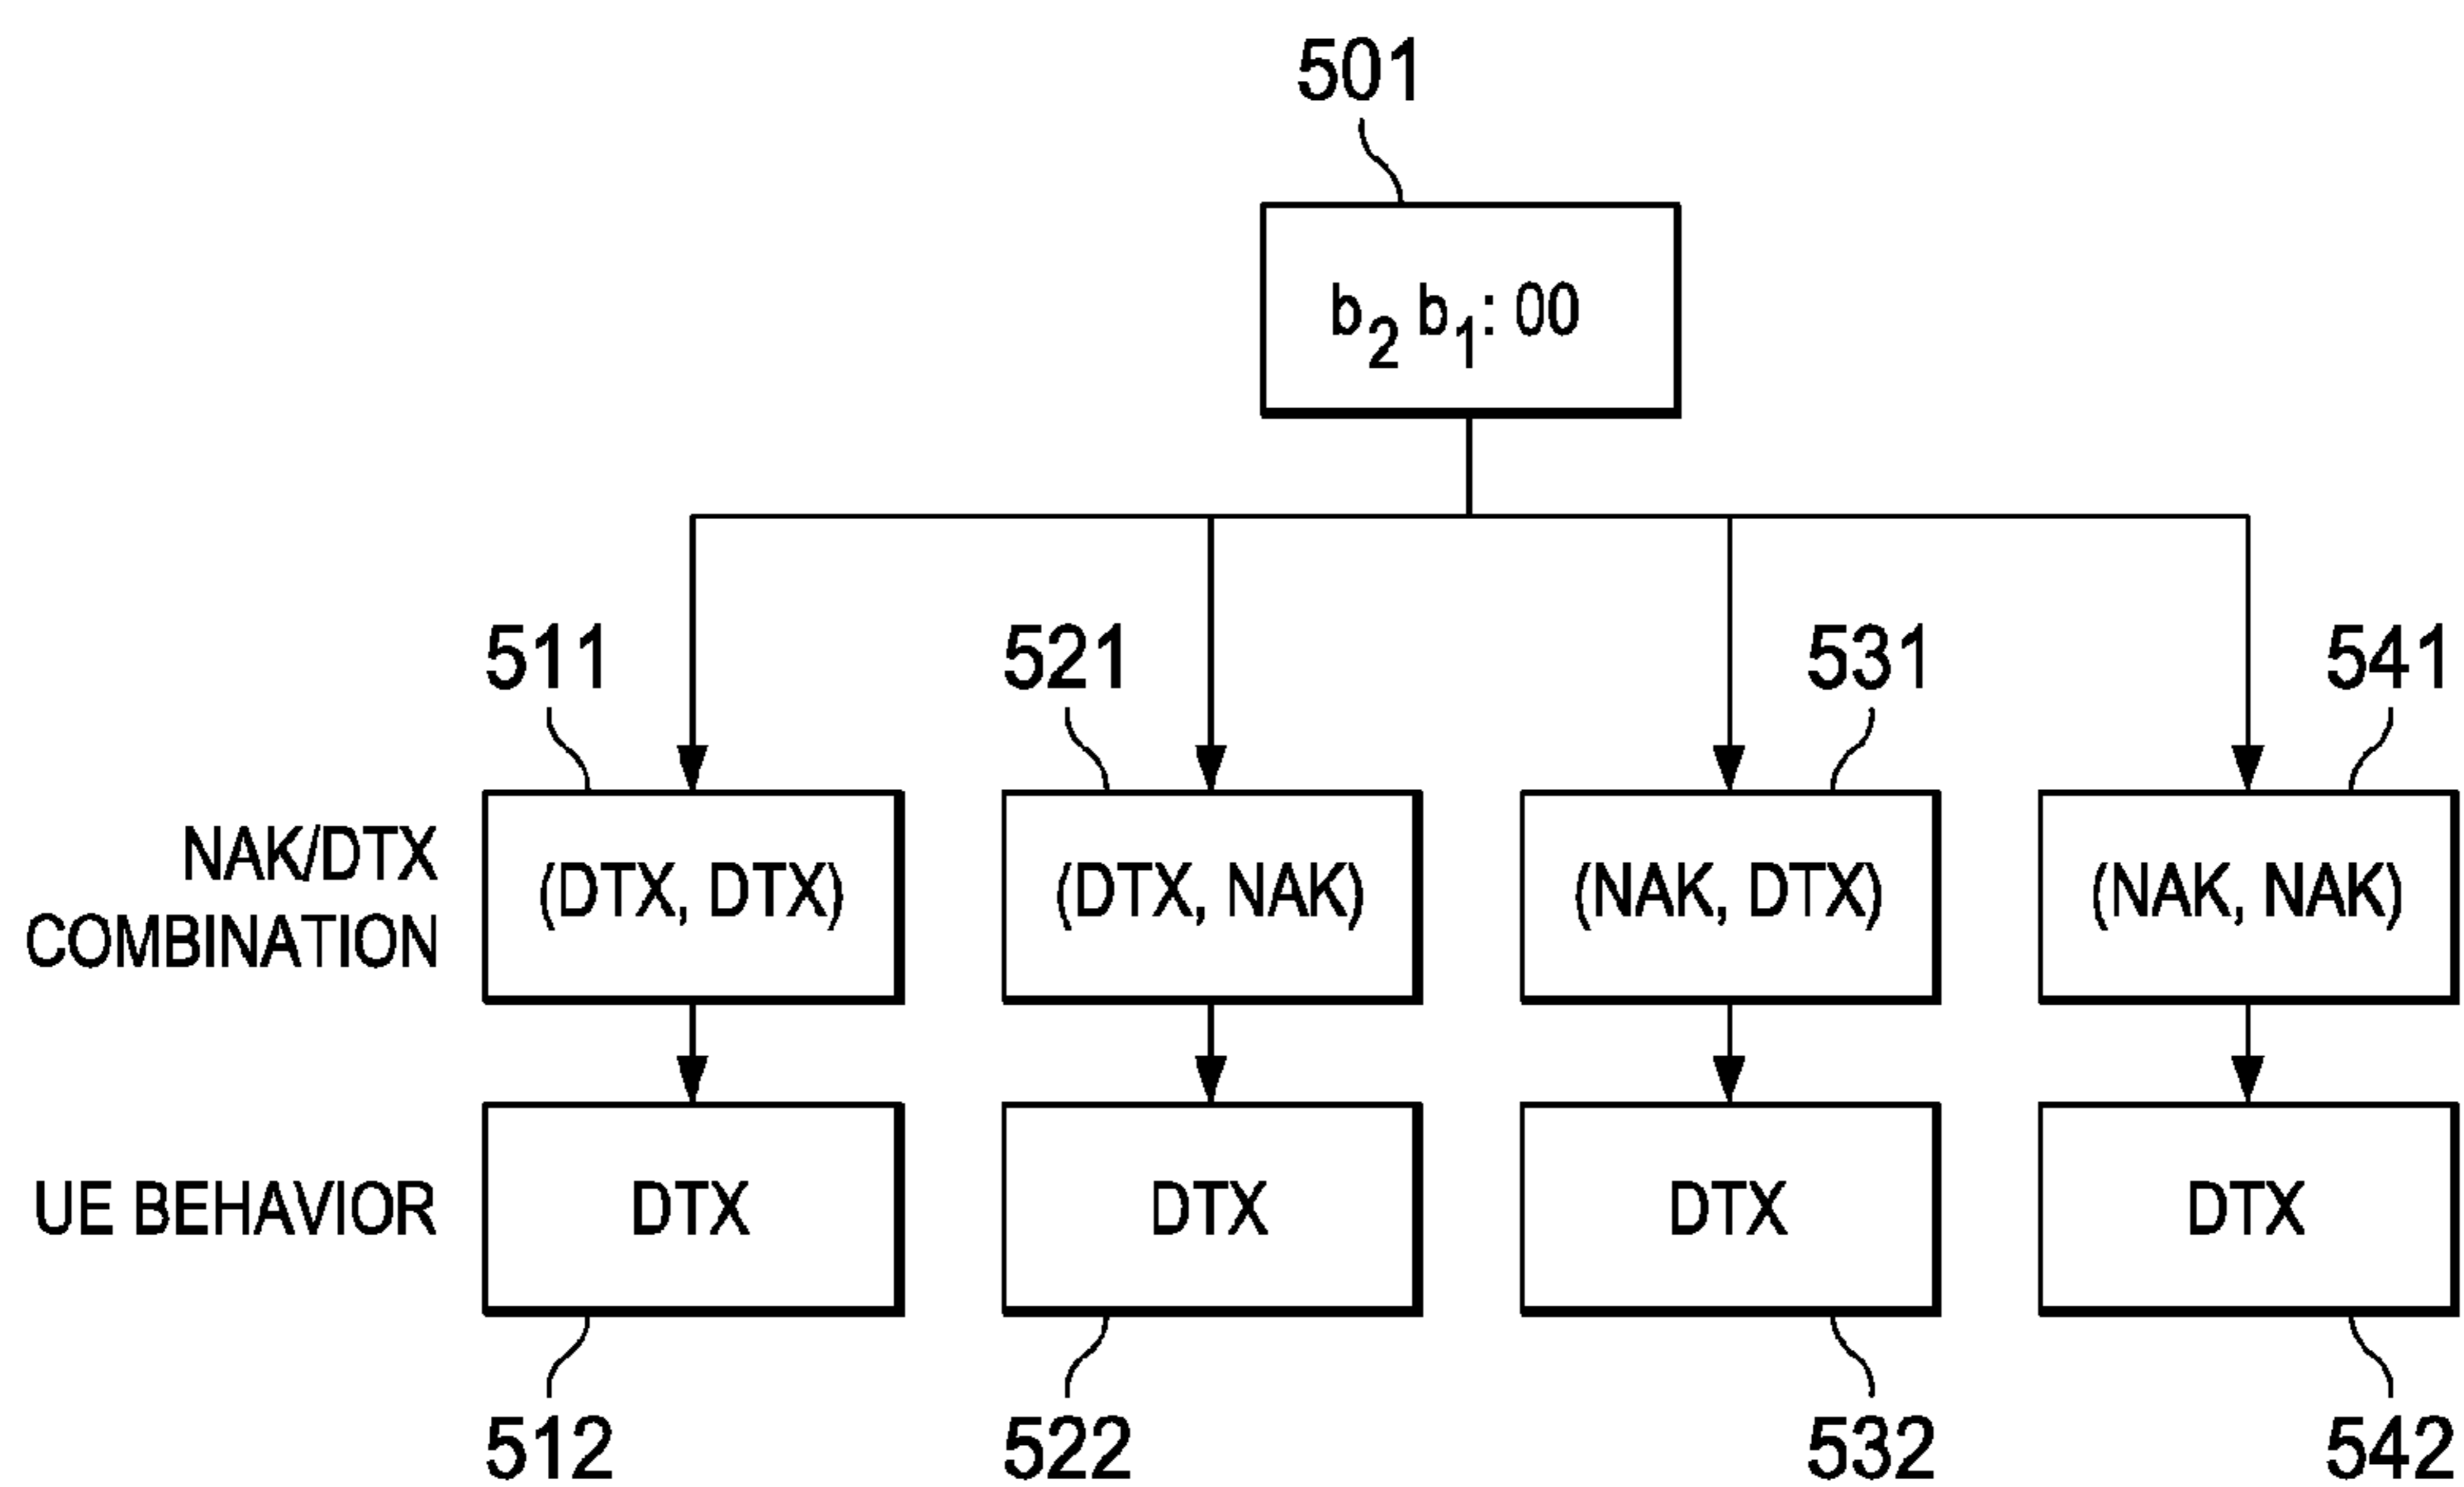 501
b2 b1: 00
511 521 531 541
NAK/DTX
COMBINATION
(DTX, DTX) (DTX, NAK) (NAK, DTX) (NAK, NAK)
UE BEHAVIOR DTX DTX DTX DTX
512 522 532 542